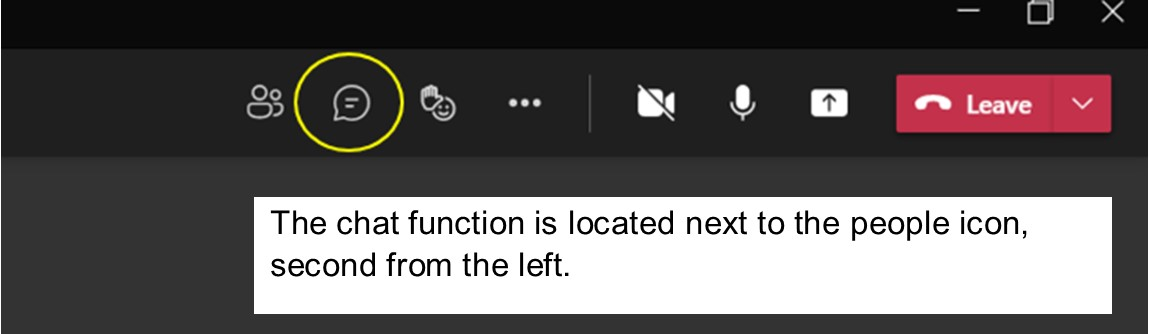 Leave
The chat function is located next to the people icon,
second from the left.